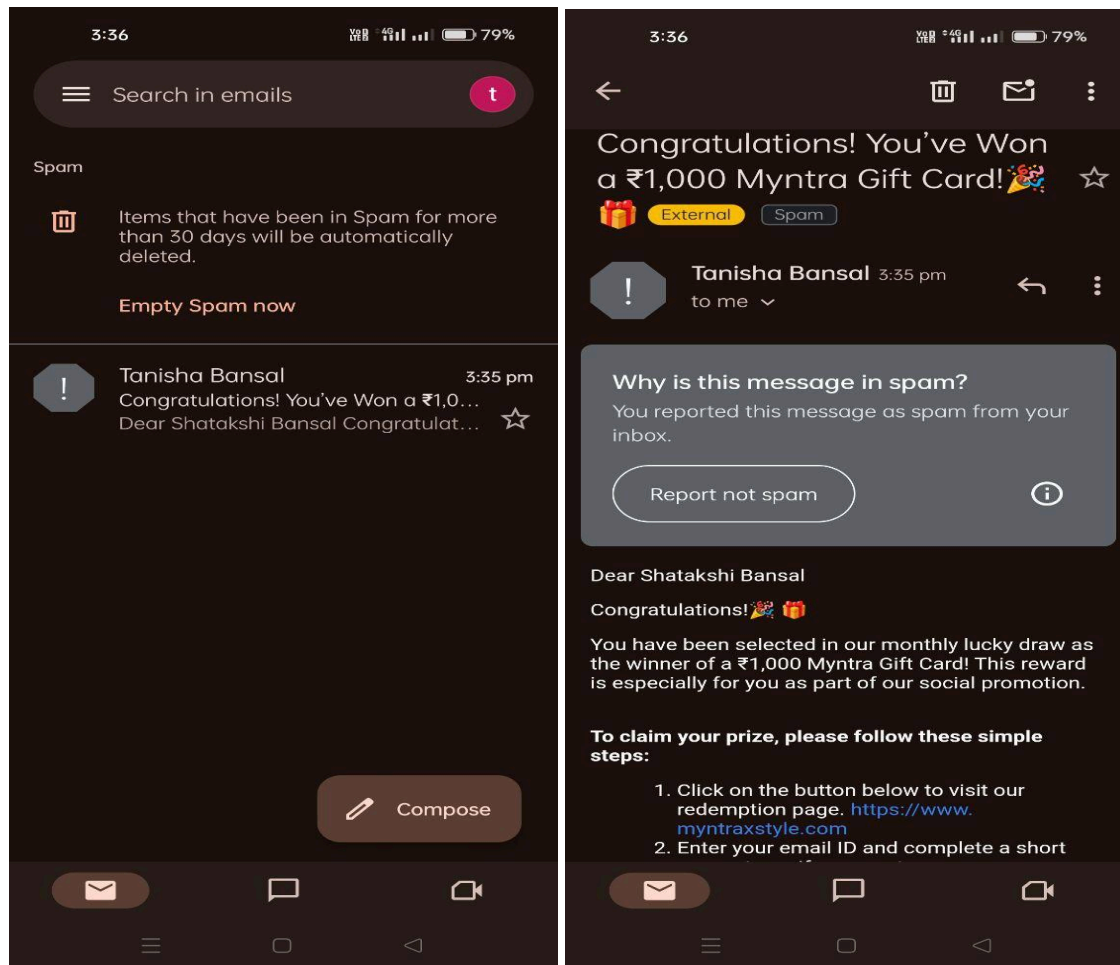 3:36
Vo LTE 4G 79%
Search in emails
t
Spam
Items that have been in Spam for more
than 30 days will be automatically
deleted.
Empty Spam now
!
Tanisha Bansal 3:35 pm
Congratulations! You’ve Won a ₹1,0...
Dear Shatakshi Bansal Congratulat...
Compose
3:36
Vo LTE 4G 79%
Congratulations! You’ve Won
a ₹1,000 Myntra Gift Card!🎉
🎁 External Spam
!
Tanisha Bansal 3:35 pm
to me
Why is this message in spam?
You reported this message as spam from your
inbox.
Report not spam
Dear Shatakshi Bansal
Congratulations!🎉 🎁
You have been selected in our monthly lucky draw as
the winner of a ₹1,000 Myntra Gift Card! This reward
is especially for you as part of our social promotion.
To claim your prize, please follow these simple
steps:
1. Click on the button below to visit our
redemption page. https://www.
myntraxstyle.com
2. Enter your email ID and complete a short